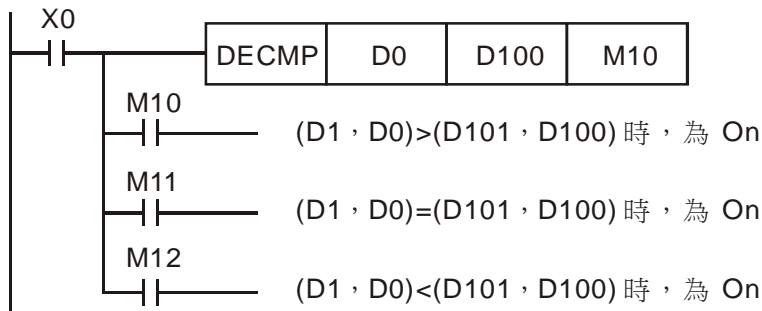 X0
DECMP D0 D100 M10
M10
(D1，D0)>(D101，D100) 時，為 On
M11
(D1，D0)=(D101，D100) 時，為 On
M12
(D1，D0)<(D101，D100) 時，為 On